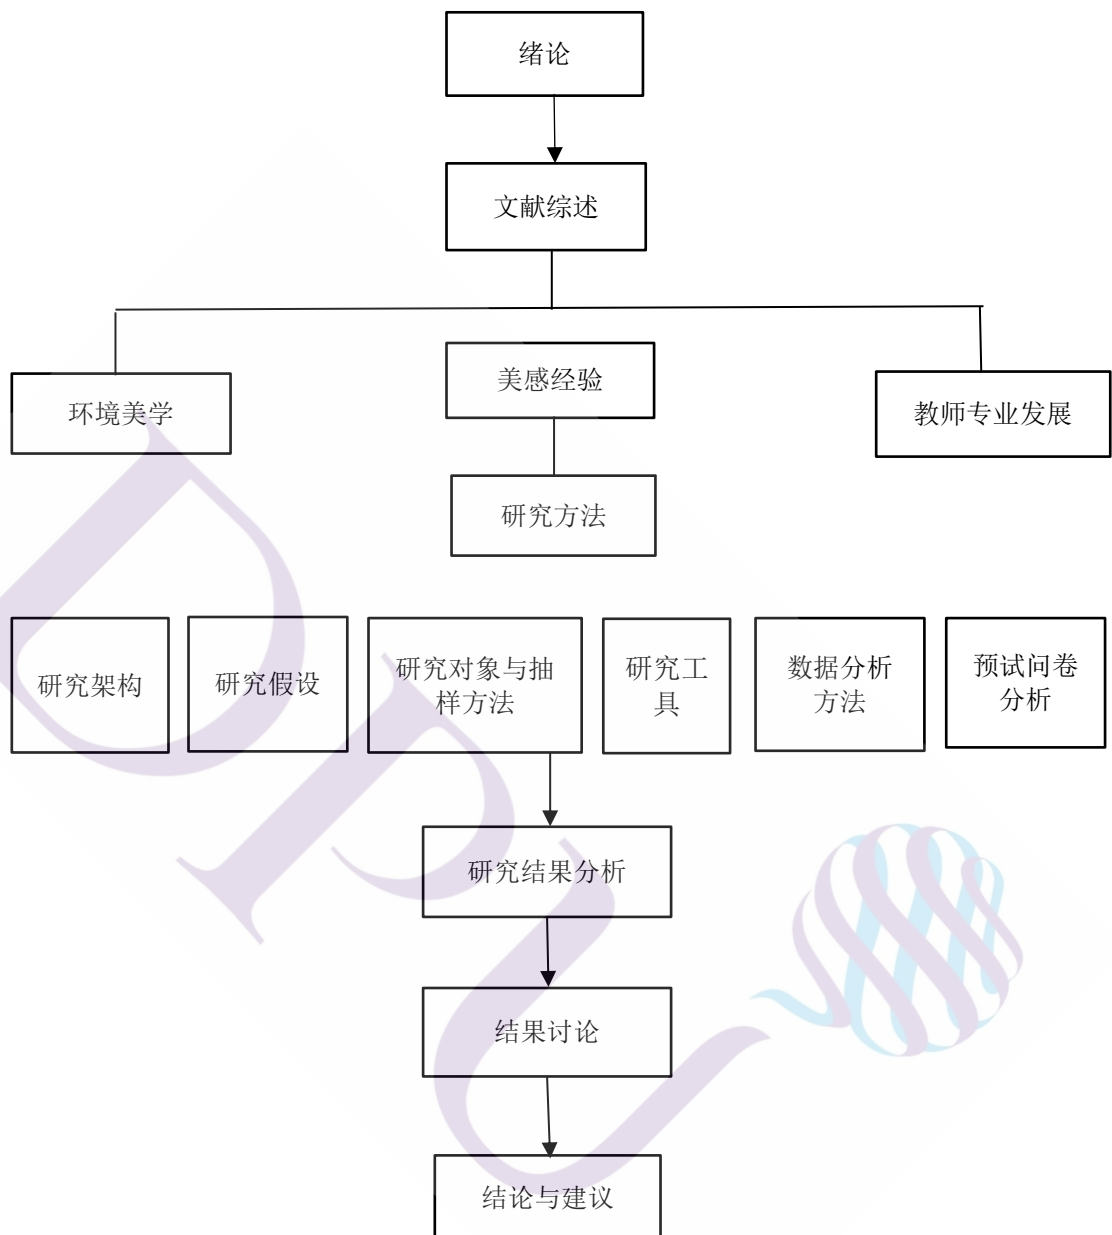 绪论
文献综述
环境美学
美感经验
教师专业发展
研究方法
研究架构
研究假设
研究对象与抽
样方法
研究工
具
数据分析
方法
预试问卷
分析
研究结果分析
结果讨论
结论与建议
DPU